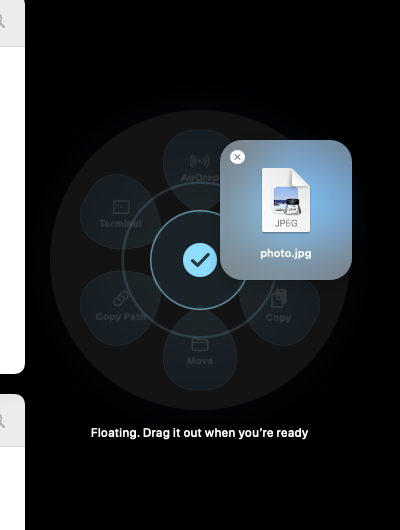 AirDrop
Terminal
JPEG
photo.jpg
Copy Path
Copy
Move
Floating. Drag it out when you’re ready